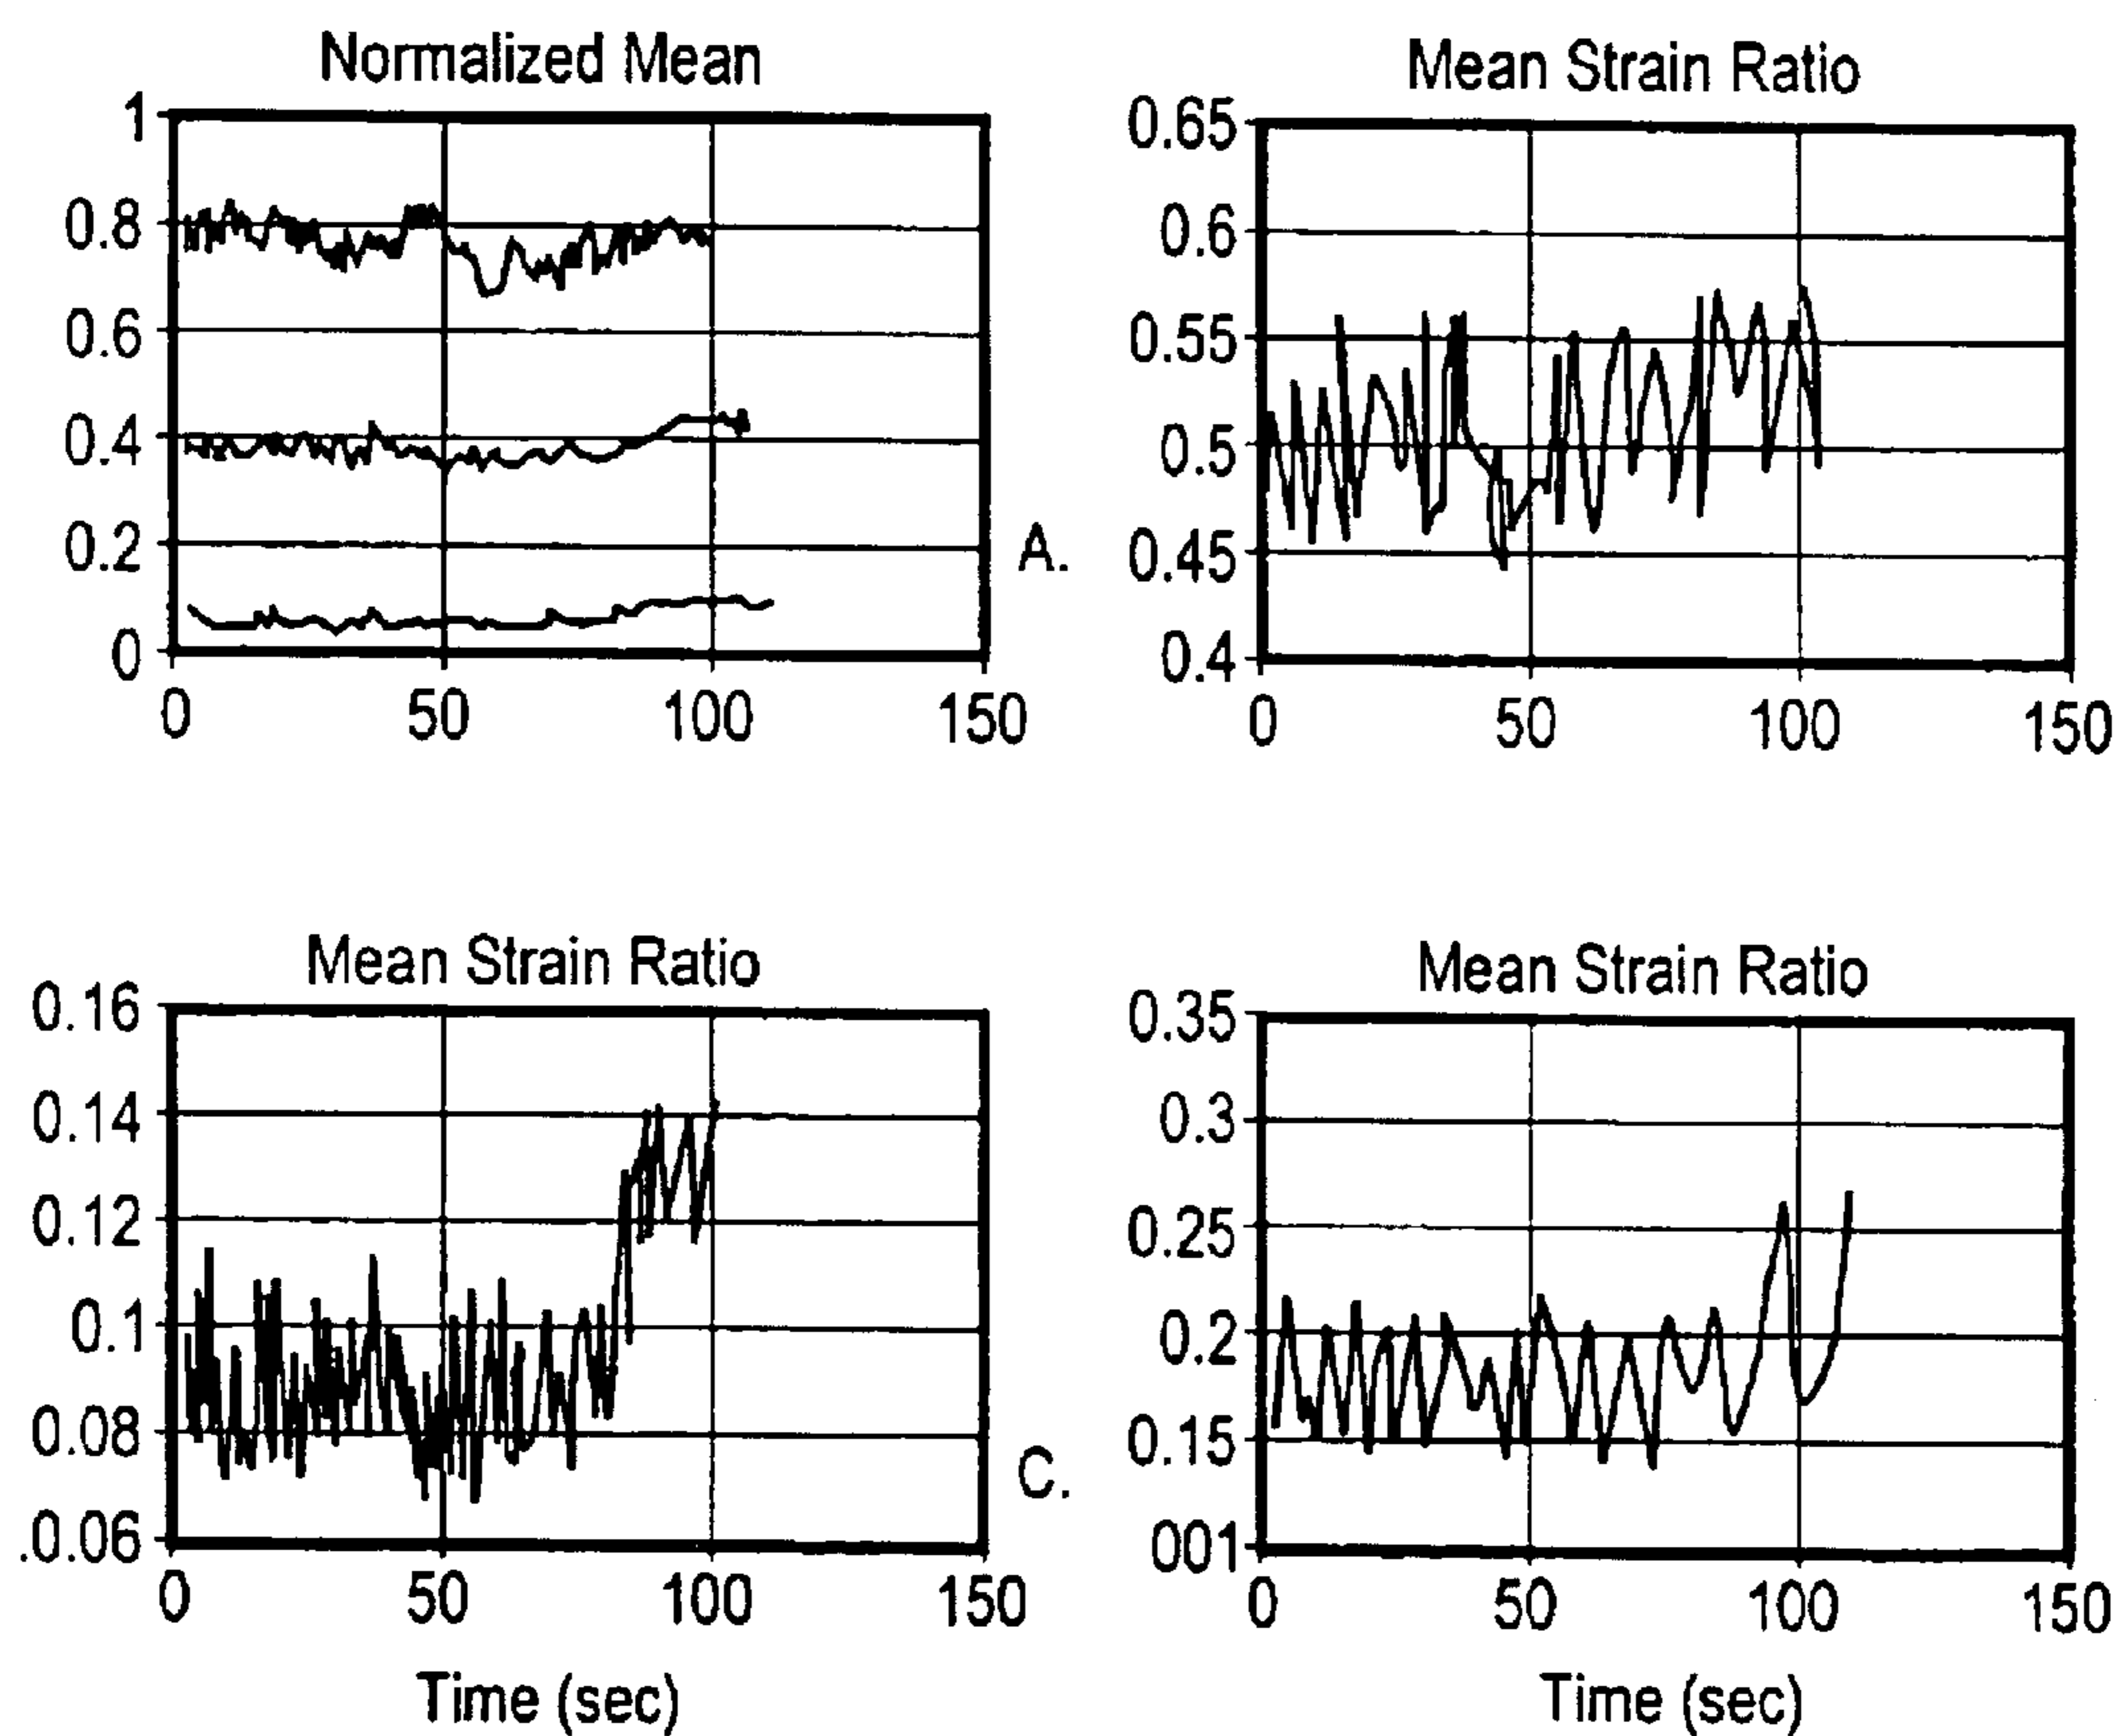 Normalized Mean
1
0.8
0.6
0.4
0.2
0
0 50 100 150
A.
Mean Strain Ratio
0.65
0.6
0.55
0.5
0.45
0.4
0 50 100 150
Mean Strain Ratio
0.16
0.14
0.12
0.1
0.08
.0.06
0 50 100 150
Time (sec)
C.
Mean Strain Ratio
0.35
0.3
0.25
0.2
0.15
001
0 50 100 150
Time (sec)